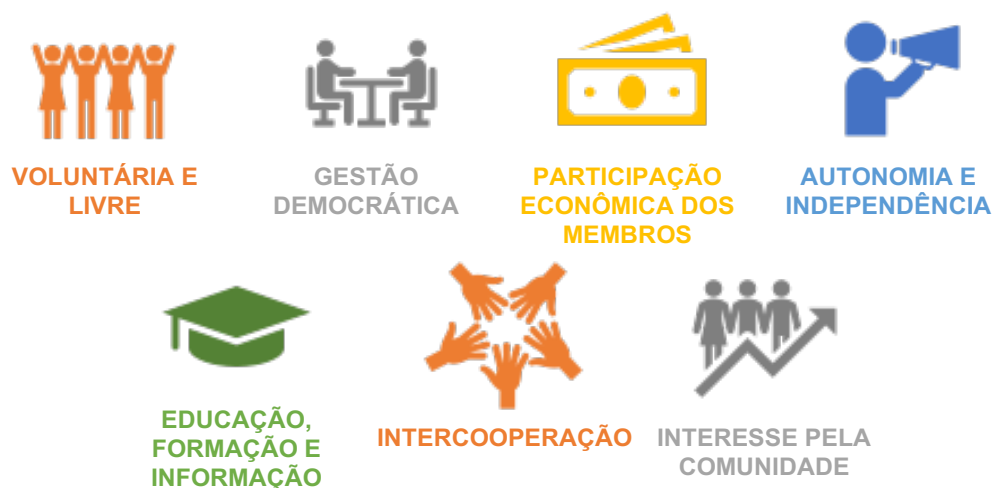 VOLUNTÁRIA E
LIVRE
GESTÃO
DEMOCRÁTICA
PARTICIPAÇÃO
ECONÔMICA DOS
MEMBROS
AUTONOMIA E
INDEPENDÊNCIA
EDUCAÇÃO,
FORMAÇÃO E
INFORMAÇÃO
INTERCOOPERAÇÃO
INTERESSE PELA
COMUNIDADE